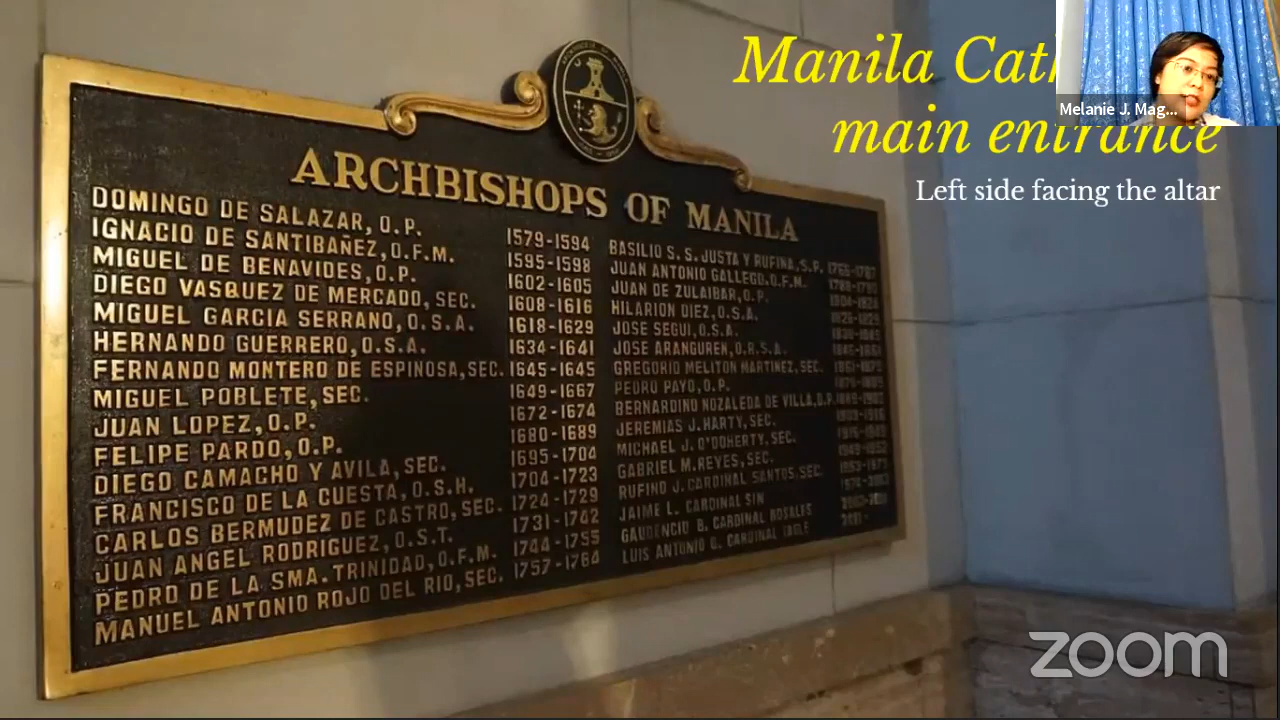 Manila Cat
main entrance
Left side facing the altar
Melanie J. Mag...
ARCHBISHOPS OF MANILA
DOMINGO DE SALAZAR, O.P. 1579-1594
IGNACIO DE SANTIBAÑEZ, O.F.M. 1595-1598
MIGUEL DE BENAVIDES, O.P. 1602-1605
DIEGO VASQUEZ DE MERCADO, SEC. 1608-1616
MIGUEL GARCIA SERRANO, O.S.A. 1618-1629
HERNANDO GUERRERO, O.S.A. 1634-1641
FERNANDO MONTERO DE ESPINOSA, SEC. 1645-1645
MIGUEL POBLETE, SEC. 1649-1667
JUAN LOPEZ, O.P. 1672-1674
FELIPE PARDO, O.P. 1680-1689
DIEGO CAMACHO Y AVILA, SEC. 1695-1704
FRANCISCO DE LA CUESTA, O.S.H. 1704-1723
CARLOS BERMUDEZ DE CASTRO, SEC. 1724-1729
JUAN ANGEL RODRIGUEZ, O.S.T. 1731-1742
PEDRO DE LA SMA. TRINIDAD, O.F.M. 1744-1755
MANUEL ANTONIO ROJO DEL RIO, SEC. 1757-1764
BASILIO S. S. JUSTA Y RUFINA, S.P.
JUAN ANTONIO GALLEGO, O.F.M.
JUAN DE ZULAIBAR, O.P.
HILARION DIEZ, O.S.A.
JOSE SEGUI, O.S.A.
JOSE ARANGUREN, O.R.S.A.
GREGORIO MELITON MARTINEZ, SEC.
PEDRO PAYO, O.P.
BERNARDINO NOZALEDA DE VILLA, O.P.
JEREMIAS J. HARTY, SEC.
MICHAEL J. O'DOHERTY, SEC.
GABRIEL M. REYES, SEC.
RUFINO J. CARDINAL SANTOS, SEC.
JAIME L. CARDINAL SIN
GAUDENCIO B. CARDINAL ROSALES
LUIS ANTONIO G. CARDINAL TAGLE
zoom